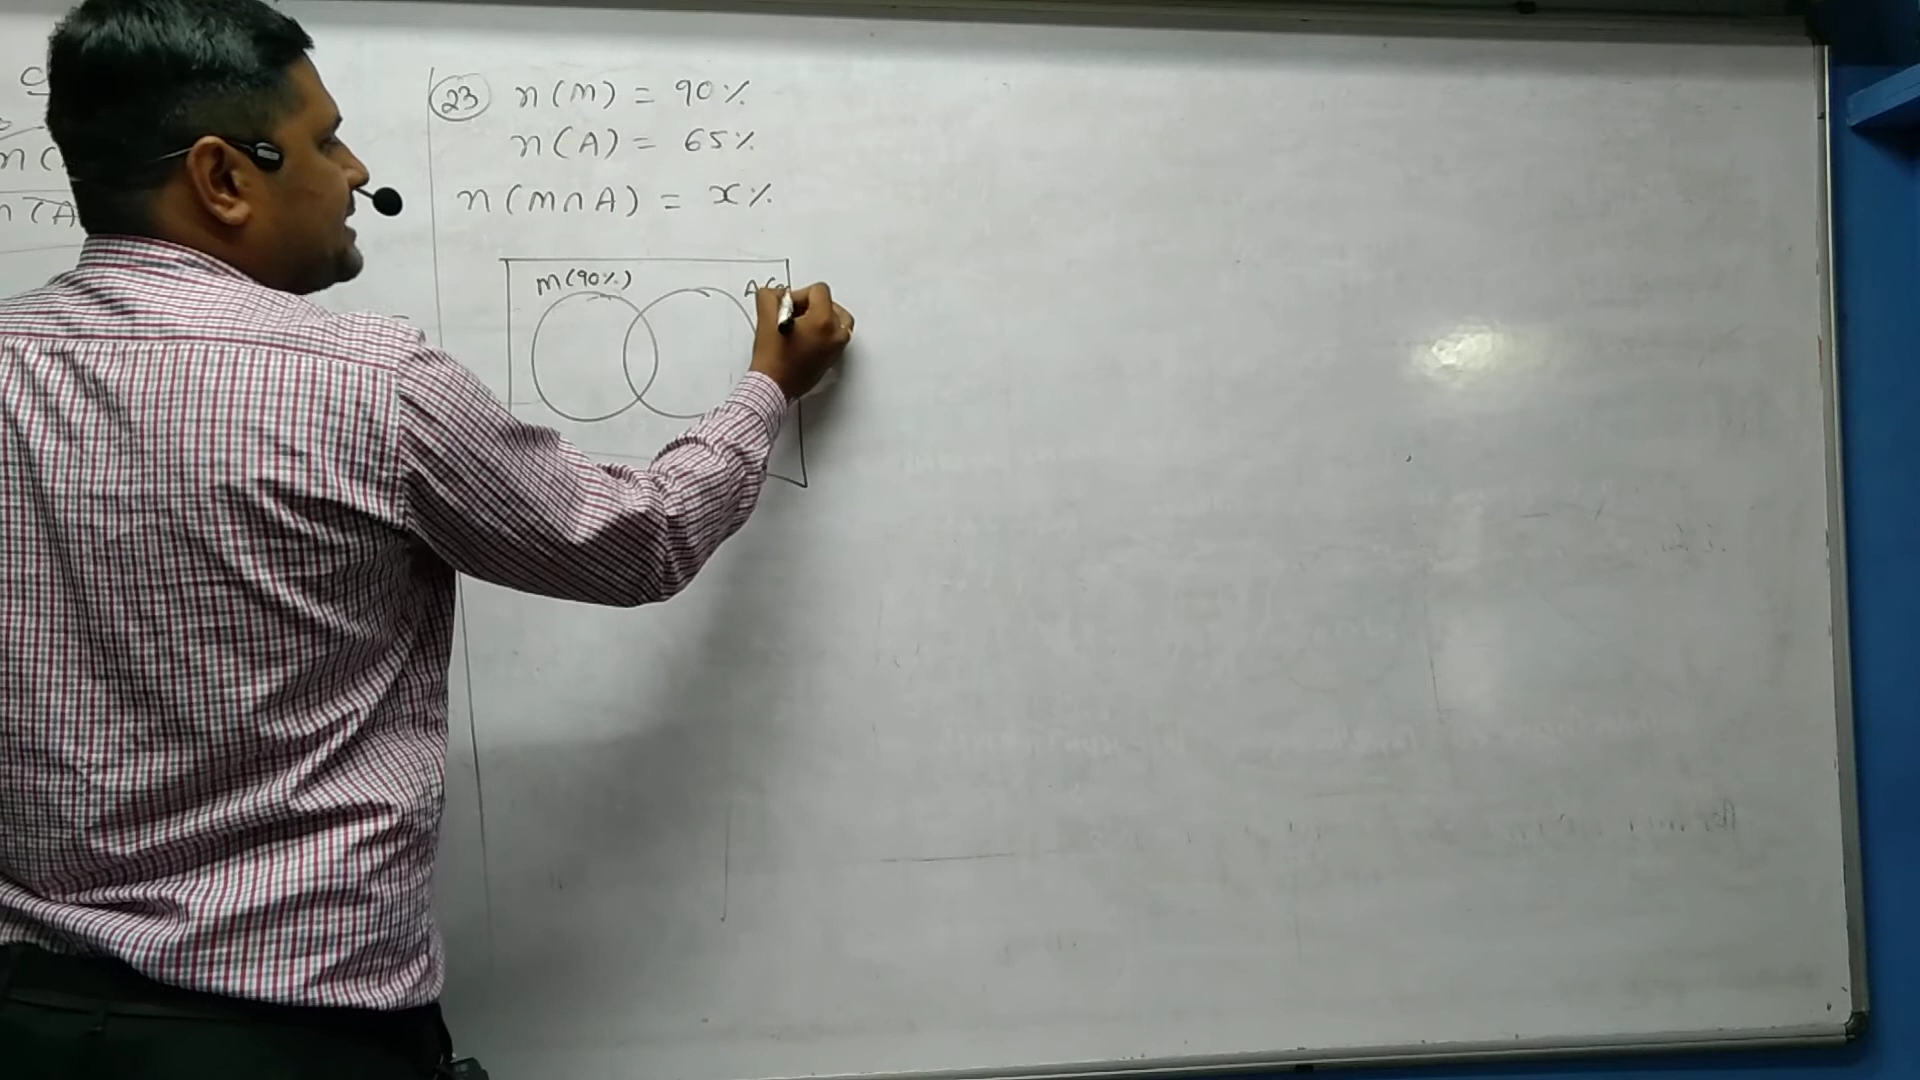 (23) n(M) = 90%
n(A) = 65%
n(M∩A) = x%
M(90%)
A(
n(
n(A